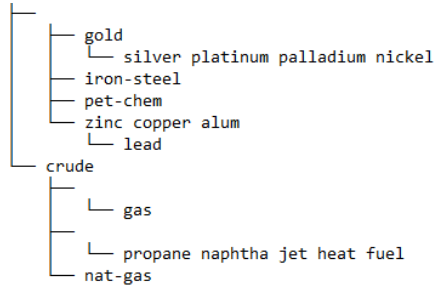 gold
silver platinum palladium nickel
iron-steel
pet-chem
zinc copper alum
lead
crude
gas
propane naphtha jet heat fuel
nat-gas